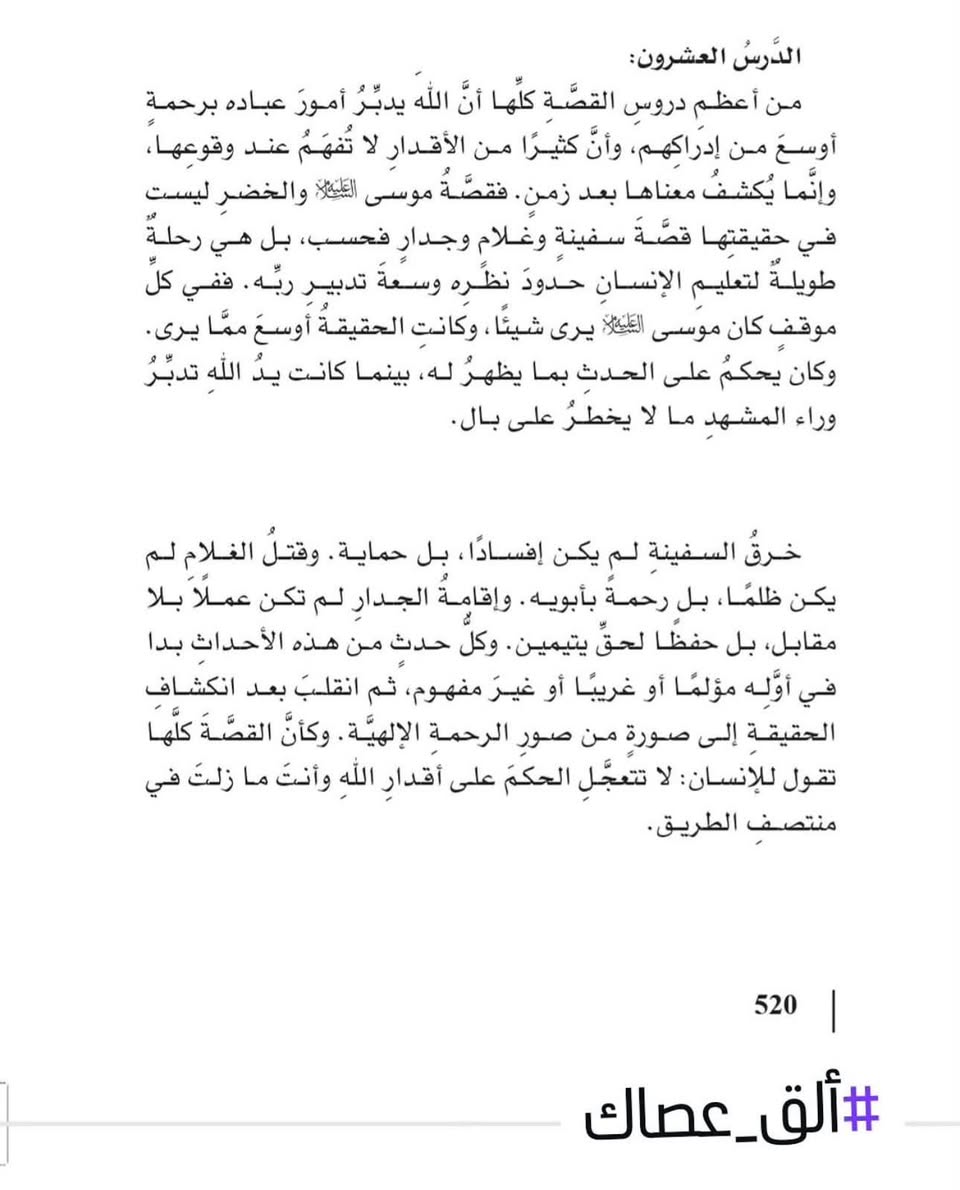 الدَّرسُ العشرون:
من أعظم دروسِ القصَّةِ كلِّها أنَّ اللهَ يدبِّرُ أمورَ عباده برحمةٍ
أوسعَ من إدراكِهم، وأنَّ كثيرًا من الأقدارِ لا تُفهَمُ عند وقوعِها،
وإنَّما يُكشفُ معناها بعد زمنٍ. فقصَّةُ موسى ﵇ والخضرِ ليست
في حقيقتِها قصَّةَ سفينةٍ وغلام وجدارٍ فحسب، بل هي رحلةٌ
طويلةٌ لتعليمِ الإنسانِ حدودَ نظرِه وسعةَ تدبيرِ ربِّه. ففي كلِّ
موقفٍ كان موسى ﵇ يرى شيئًا، وكانتِ الحقيقةُ أوسعَ ممَّا يرى.
وكان يحكمُ على الحدثِ بما يظهرُ له، بينما كانت يدُ اللهِ تدبِّرُ
وراء المشهدِ ما لا يخطرُ على بال.
خرقُ السفينةِ لم يكن إفسادًا، بل حماية. وقتلُ الغلامِ لم
يكن ظلمًا، بل رحمةً بأبويه. وإقامةُ الجدارِ لم تكن عملًا بلا
مقابل، بل حفظًا لحقِّ يتيمين. وكلُّ حدثٍ من هذه الأحداثِ بدا
في أوَّلِه مؤلمًا أو غريبًا أو غيرَ مفهوم، ثم انقلبَ بعد انكشافِ
الحقيقةِ إلى صورةٍ من صورِ الرحمةِ الإلهيَّة. وكأنَّ القصَّةَ كلَّها
تقول للإنسان: لا تتعجَّلِ الحكمَ على أقدارِ اللهِ وأنتَ ما زلتَ في
منتصفِ الطريق.
520
#ألق_عصاك